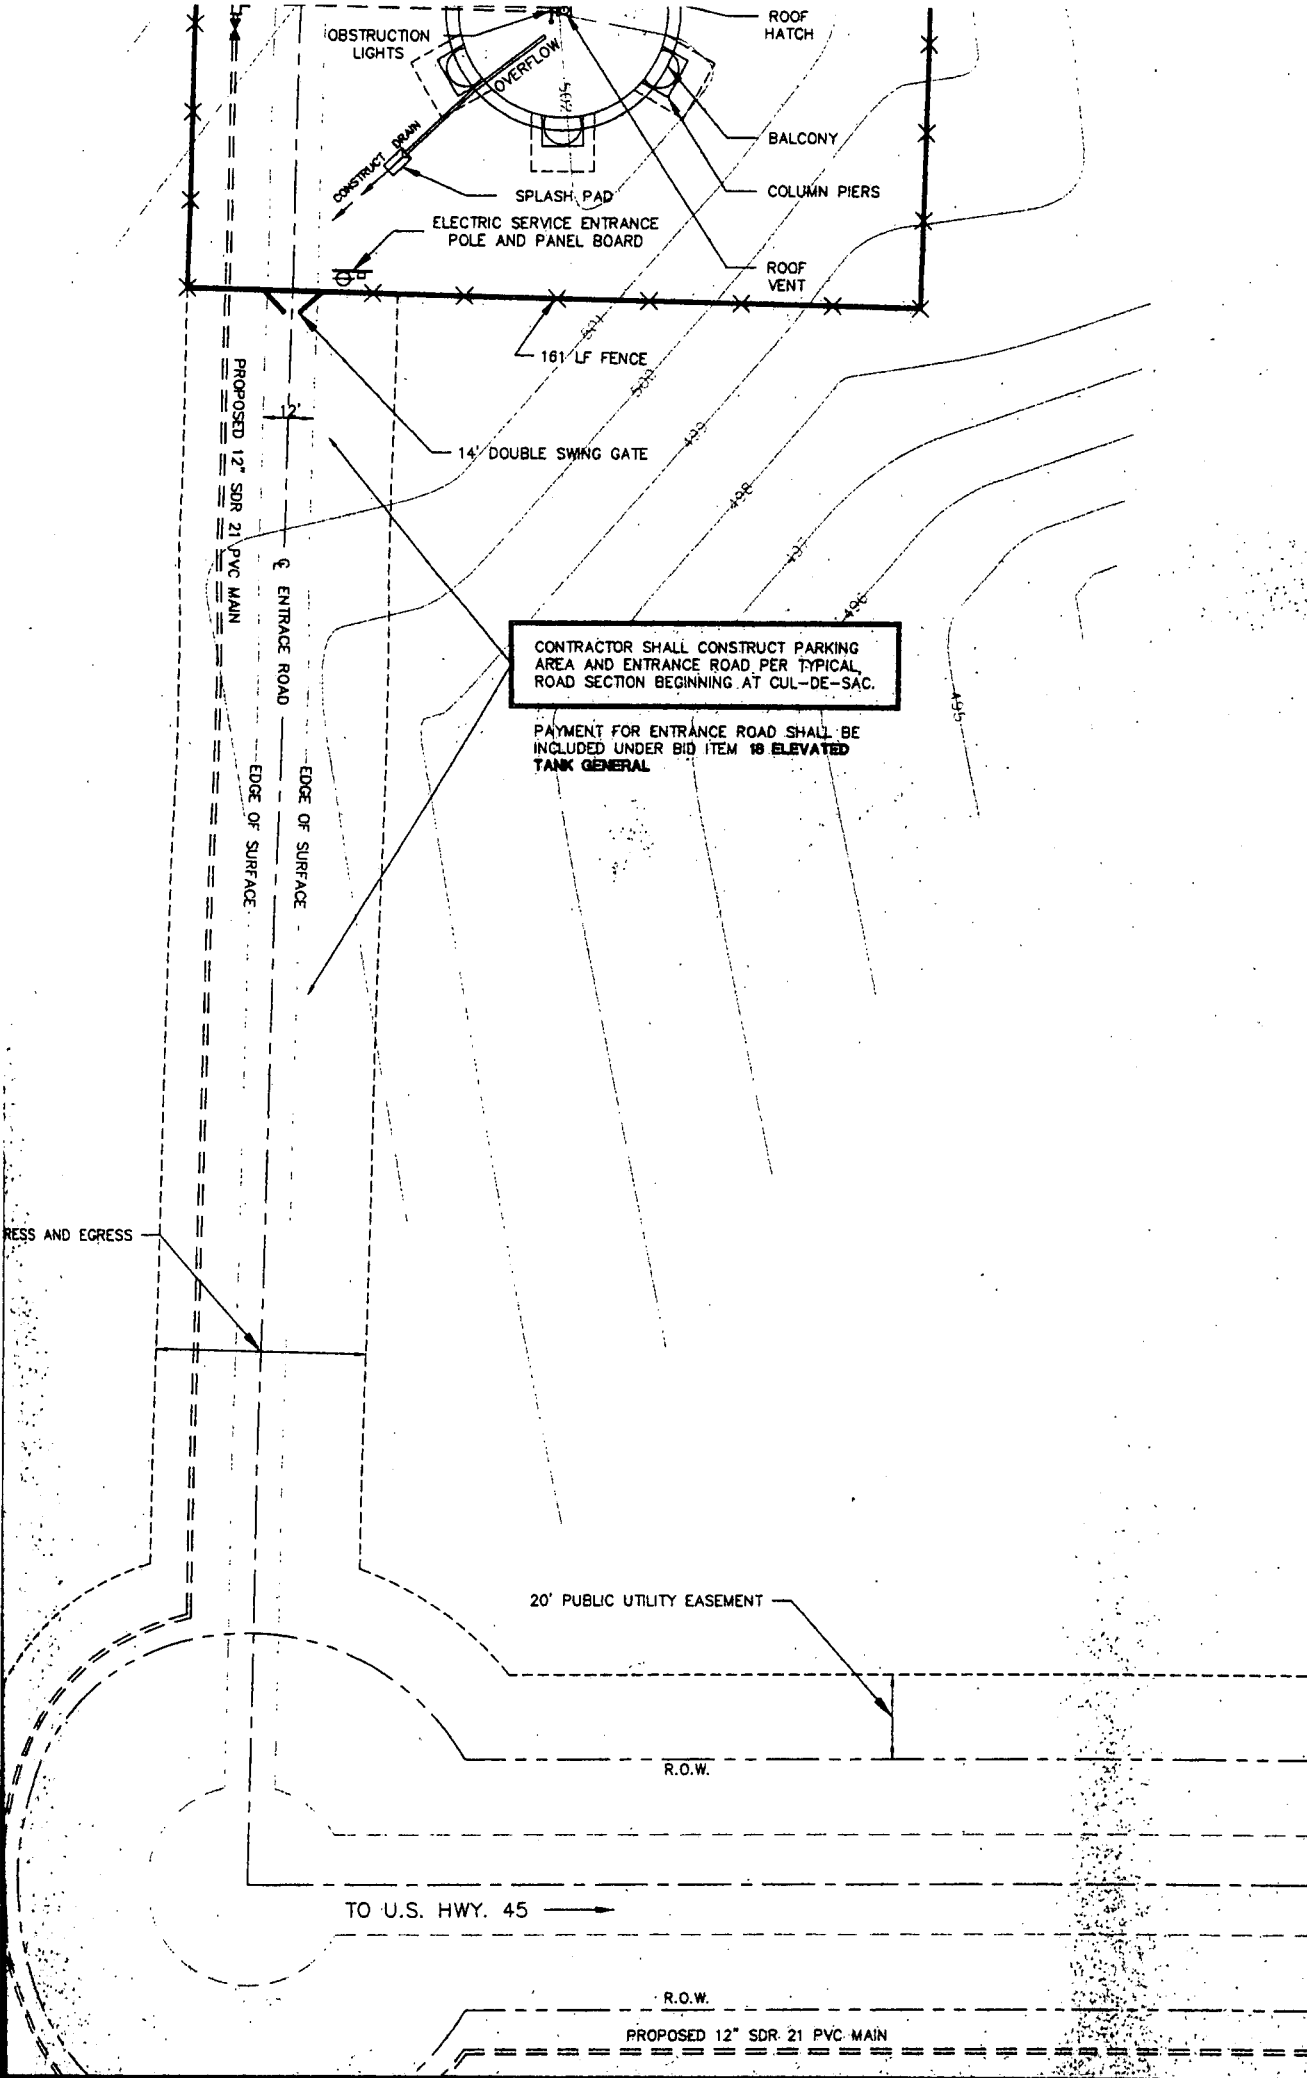 OBSTRUCTION
LIGHTS
ROOF
HATCH
OVERFLOW
502
CONSTRUCT DRAIN
BALCONY
SPLASH PAD
COLUMN PIERS
ELECTRIC SERVICE ENTRANCE
POLE AND PANEL BOARD
ROOF
VENT
501
161 LF FENCE
500
12'
499
14' DOUBLE SWING GATE
498
497
496
495
PROPOSED 12" SDR 21 PVC MAIN
℄ ENTRACE ROAD
EDGE OF SURFACE
EDGE OF SURFACE
CONTRACTOR SHALL CONSTRUCT PARKING
AREA AND ENTRANCE ROAD PER TYPICAL
ROAD SECTION BEGINNING AT CUL-DE-SAC.
PAYMENT FOR ENTRANCE ROAD SHALL BE
INCLUDED UNDER BID ITEM 18 ELEVATED
TANK GENERAL
RESS AND EGRESS
20' PUBLIC UTILITY EASEMENT
R.O.W.
TO U.S. HWY. 45
R.O.W.
PROPOSED 12" SDR 21 PVC MAIN